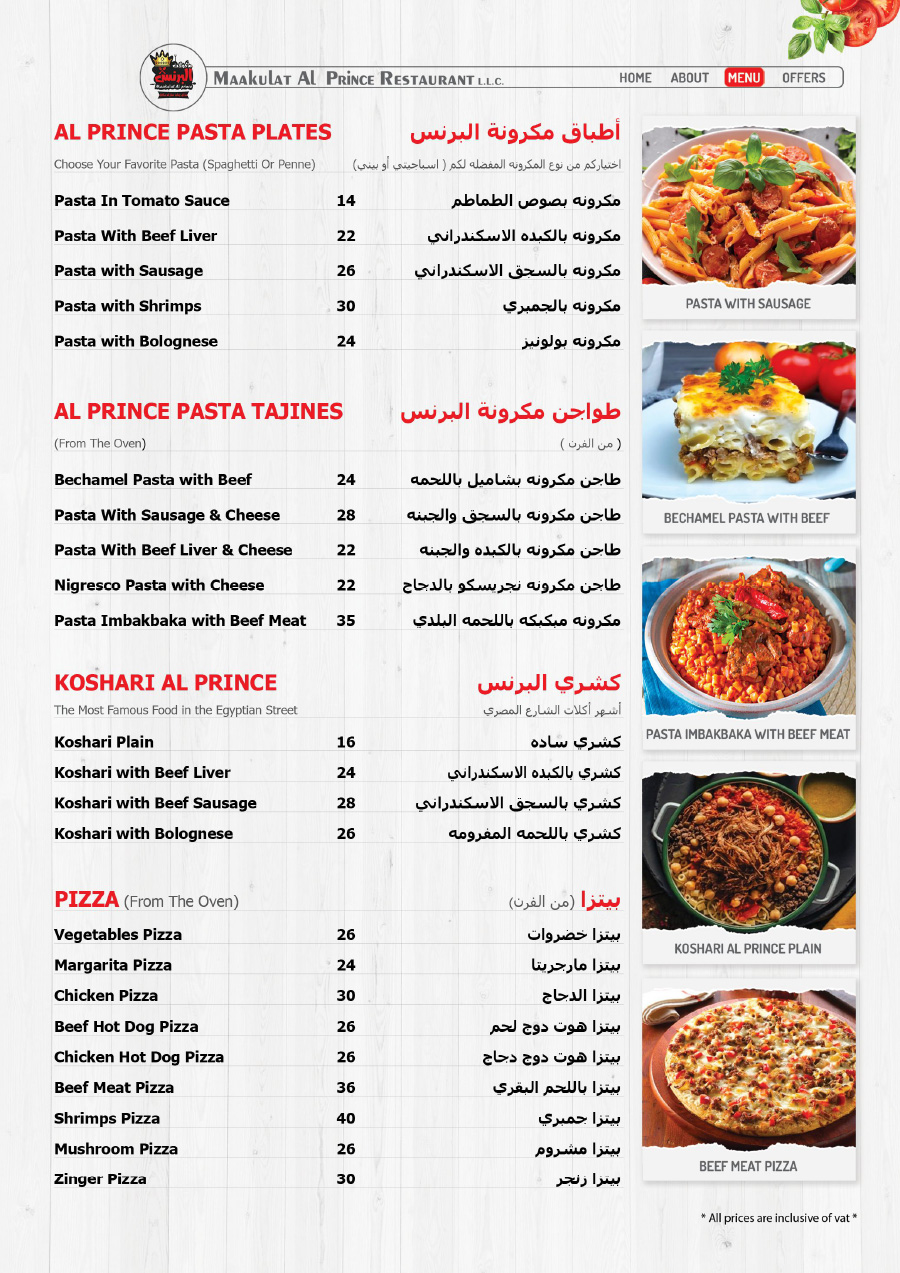 البرنس
Maakulat Al Prince Restaurant L.L.C.
HOME ABOUT MENU OFFERS
AL PRINCE PASTA PLATES أطباق مكرونة البرنس
Choose Your Favorite Pasta (Spaghetti Or Penne) اختياركم من نوع المكرونه المفضله لكم ( اسباجيتي أو بيني)
Pasta In Tomato Sauce 14 مكرونه بصوص الطماطم
Pasta With Beef Liver 22 مكرونه بالكبده الاسكندراني
Pasta with Sausage 26 مكرونه بالسجق الاسكندراني
Pasta with Shrimps 30 مكرونه بالجمبري
Pasta with Bolognese 24 مكرونه بولونيز
AL PRINCE PASTA TAJINES طواجن مكرونة البرنس
(From The Oven) ( من الفرن )
Bechamel Pasta with Beef 24 طاجن مكرونه بشاميل باللحمه
Pasta With Sausage & Cheese 28 طاجن مكرونه بالسجق والجبنه
Pasta With Beef Liver & Cheese 22 طاجن مكرونه بالكبده والجبنه
Nigresco Pasta with Cheese 22 طاجن مكرونه نجريسكو بالدجاج
Pasta Imbakbaka with Beef Meat 35 مكرونه مبكبكه باللحمه البلدي
KOSHARI AL PRINCE كشري البرنس
The Most Famous Food in the Egyptian Street أشهر أكلات الشارع المصري
Koshari Plain 16 كشري ساده
Koshari with Beef Liver 24 كشري بالكبده الاسكندراني
Koshari with Beef Sausage 28 كشري بالسجق الاسكندراني
Koshari with Bolognese 26 كشري باللحمه المفرومه
PIZZA (From The Oven) بيتزا (من الفرن)
Vegetables Pizza 26 بيتزا خضروات
Margarita Pizza 24 بيتزا مارجريتا
Chicken Pizza 30 بيتزا الدجاج
Beef Hot Dog Pizza 26 بيتزا هوت دوج لحم
Chicken Hot Dog Pizza 26 بيتزا هوت دوج دجاج
Beef Meat Pizza 36 بيتزا باللحم البقري
Shrimps Pizza 40 بيتزا جمبري
Mushroom Pizza 26 بيتزا مشروم
Zinger Pizza 30 بيتزا زنجر
PASTA WITH SAUSAGE
BECHAMEL PASTA WITH BEEF
PASTA IMBAKBAKA WITH BEEF MEAT
KOSHARI AL PRINCE PLAIN
BEEF MEAT PIZZA
* All prices are inclusive of vat *